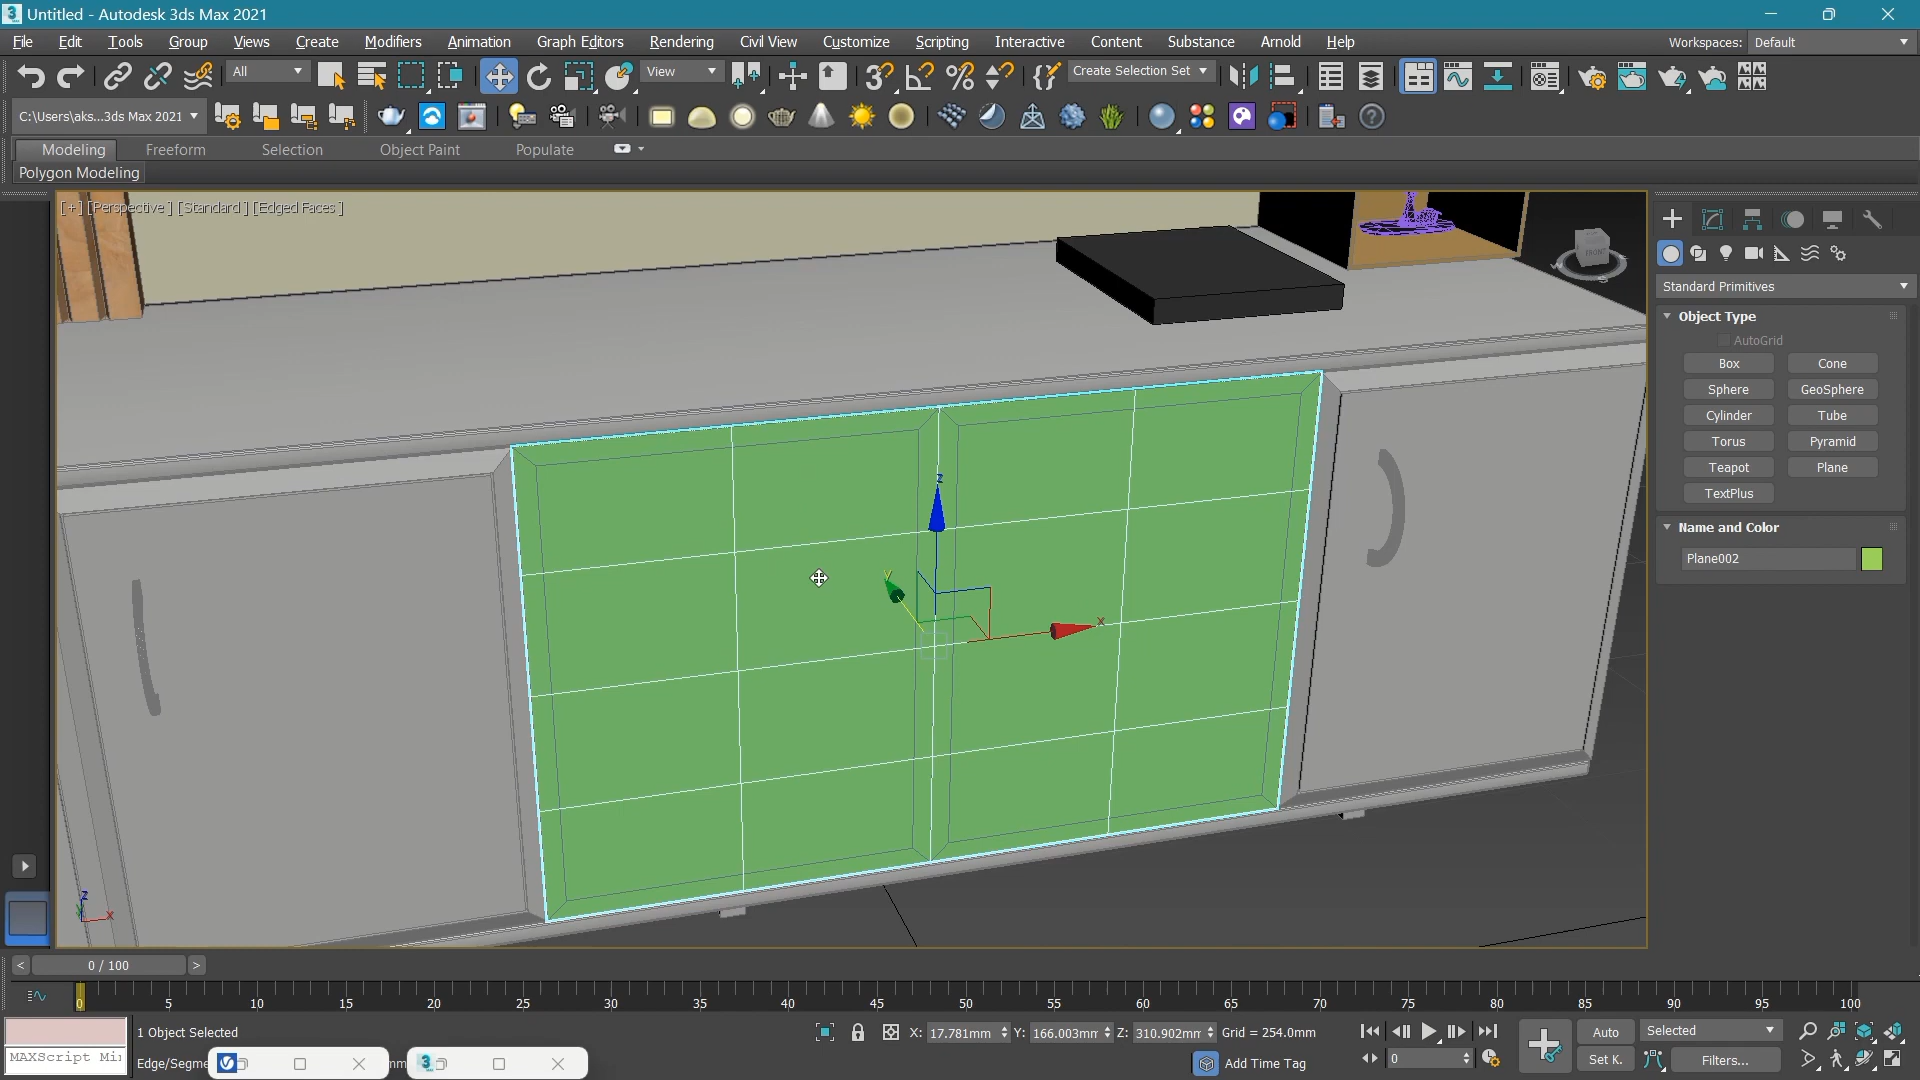 Untitled - Autodesk 3ds Max 2021
File Edit Tools Group Views Create Modifiers Animation Graph Editors Rendering Civil View Customize Scripting Interactive Content Substance Arnold Help Workspaces: Default
All View Create Selection Set
C:\Users\aks...3ds Max 2021
Modeling Freeform Selection Object Paint Populate
Polygon Modeling
[+] [Perspective] [Standard] [Edged Faces]
FRONT
Standard Primitives
Object Type
AutoGrid
Box Cone
Sphere GeoSphere
Cylinder Tube
Torus Pyramid
Teapot Plane
TextPlus
Name and Color
Plane002
z
y
x
z
x
< 0 / 100 >
0 5 10 15 20 25 30 35 40 45 50 55 60 65 70 75 80 85 90 95 100
1 Object Selected X: 17.781mm Y: 166.003mm Z: 310.902mm Grid = 254.0mm Auto Selected
MAXScript Mi Edge/Segme Add Time Tag 0 Set K. Filters...